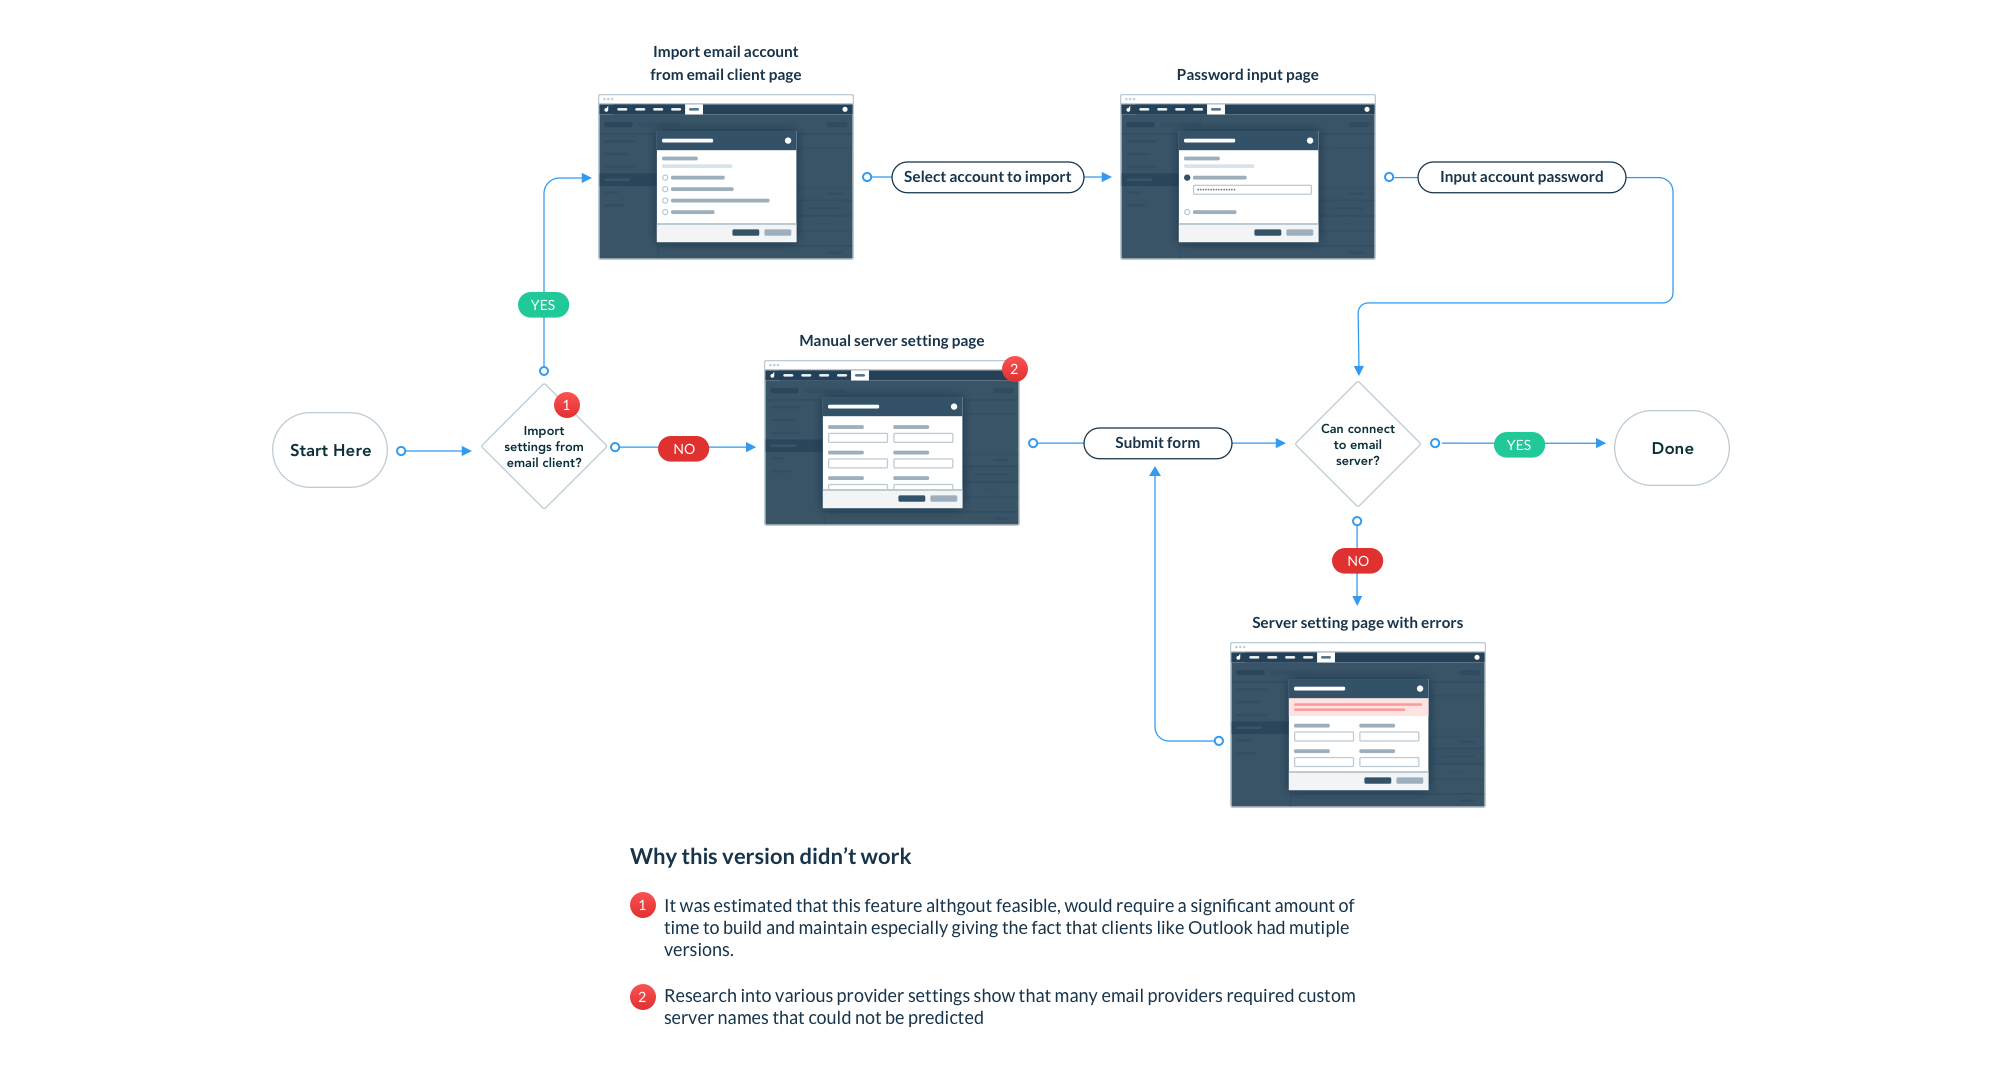 Import email account
from email client page
Password input page
Select account to import
Input account password
YES
Manual server setting page
2
1
Start Here
Import
settings from
email client?
NO
Submit form
Can connect
to email
server?
YES
Done
NO
Server setting page with errors
Why this version didn’t work
1 It was estimated that this feature althgout feasible, would require a significant amount of
time to build and maintain especially giving the fact that clients like Outlook had mutiple
versions.
2 Research into various provider settings show that many email providers required custom
server names that could not be predicted